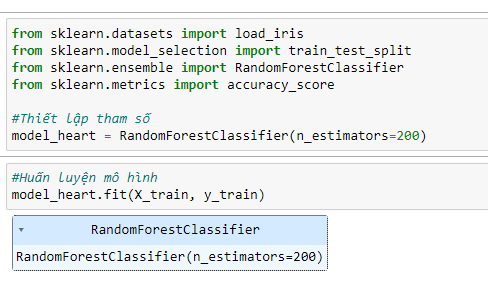 from sklearn.datasets import load_iris
from sklearn.model_selection import train_test_split
from sklearn.ensemble import RandomForestClassifier
from sklearn.metrics import accuracy_score
#Thiết lập tham số
model_heart = RandomForestClassifier(n_estimators=200)
#Huấn luyện mô hình
model_heart.fit(X_train, y_train)
RandomForestClassifier
RandomForestClassifier(n_estimators=200)